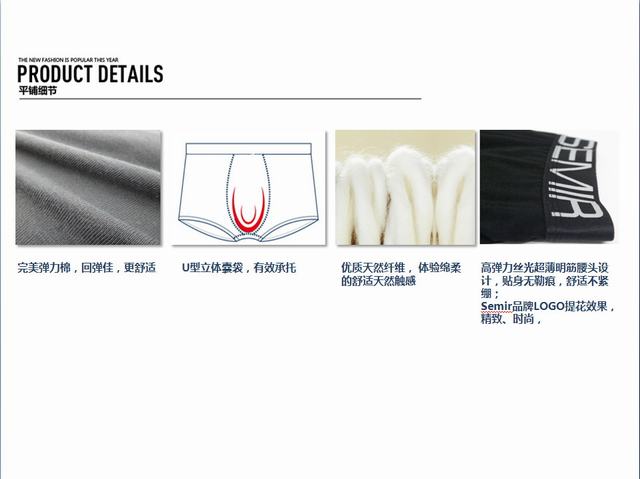 THE NEW FASHION IS POPULAR THIS YEAR
PRODUCT DETAILS
平铺细节
SEMIR
完美弹力棉，回弹佳，更舒适
U型立体囊袋，有效承托
优质天然纤维， 体验绵柔
的舒适天然触感
高弹力丝光超薄明筋腰头设
计，贴身无勒痕，舒适不紧
绷；
Semir品牌LOGO提花效果，
精致、时尚，